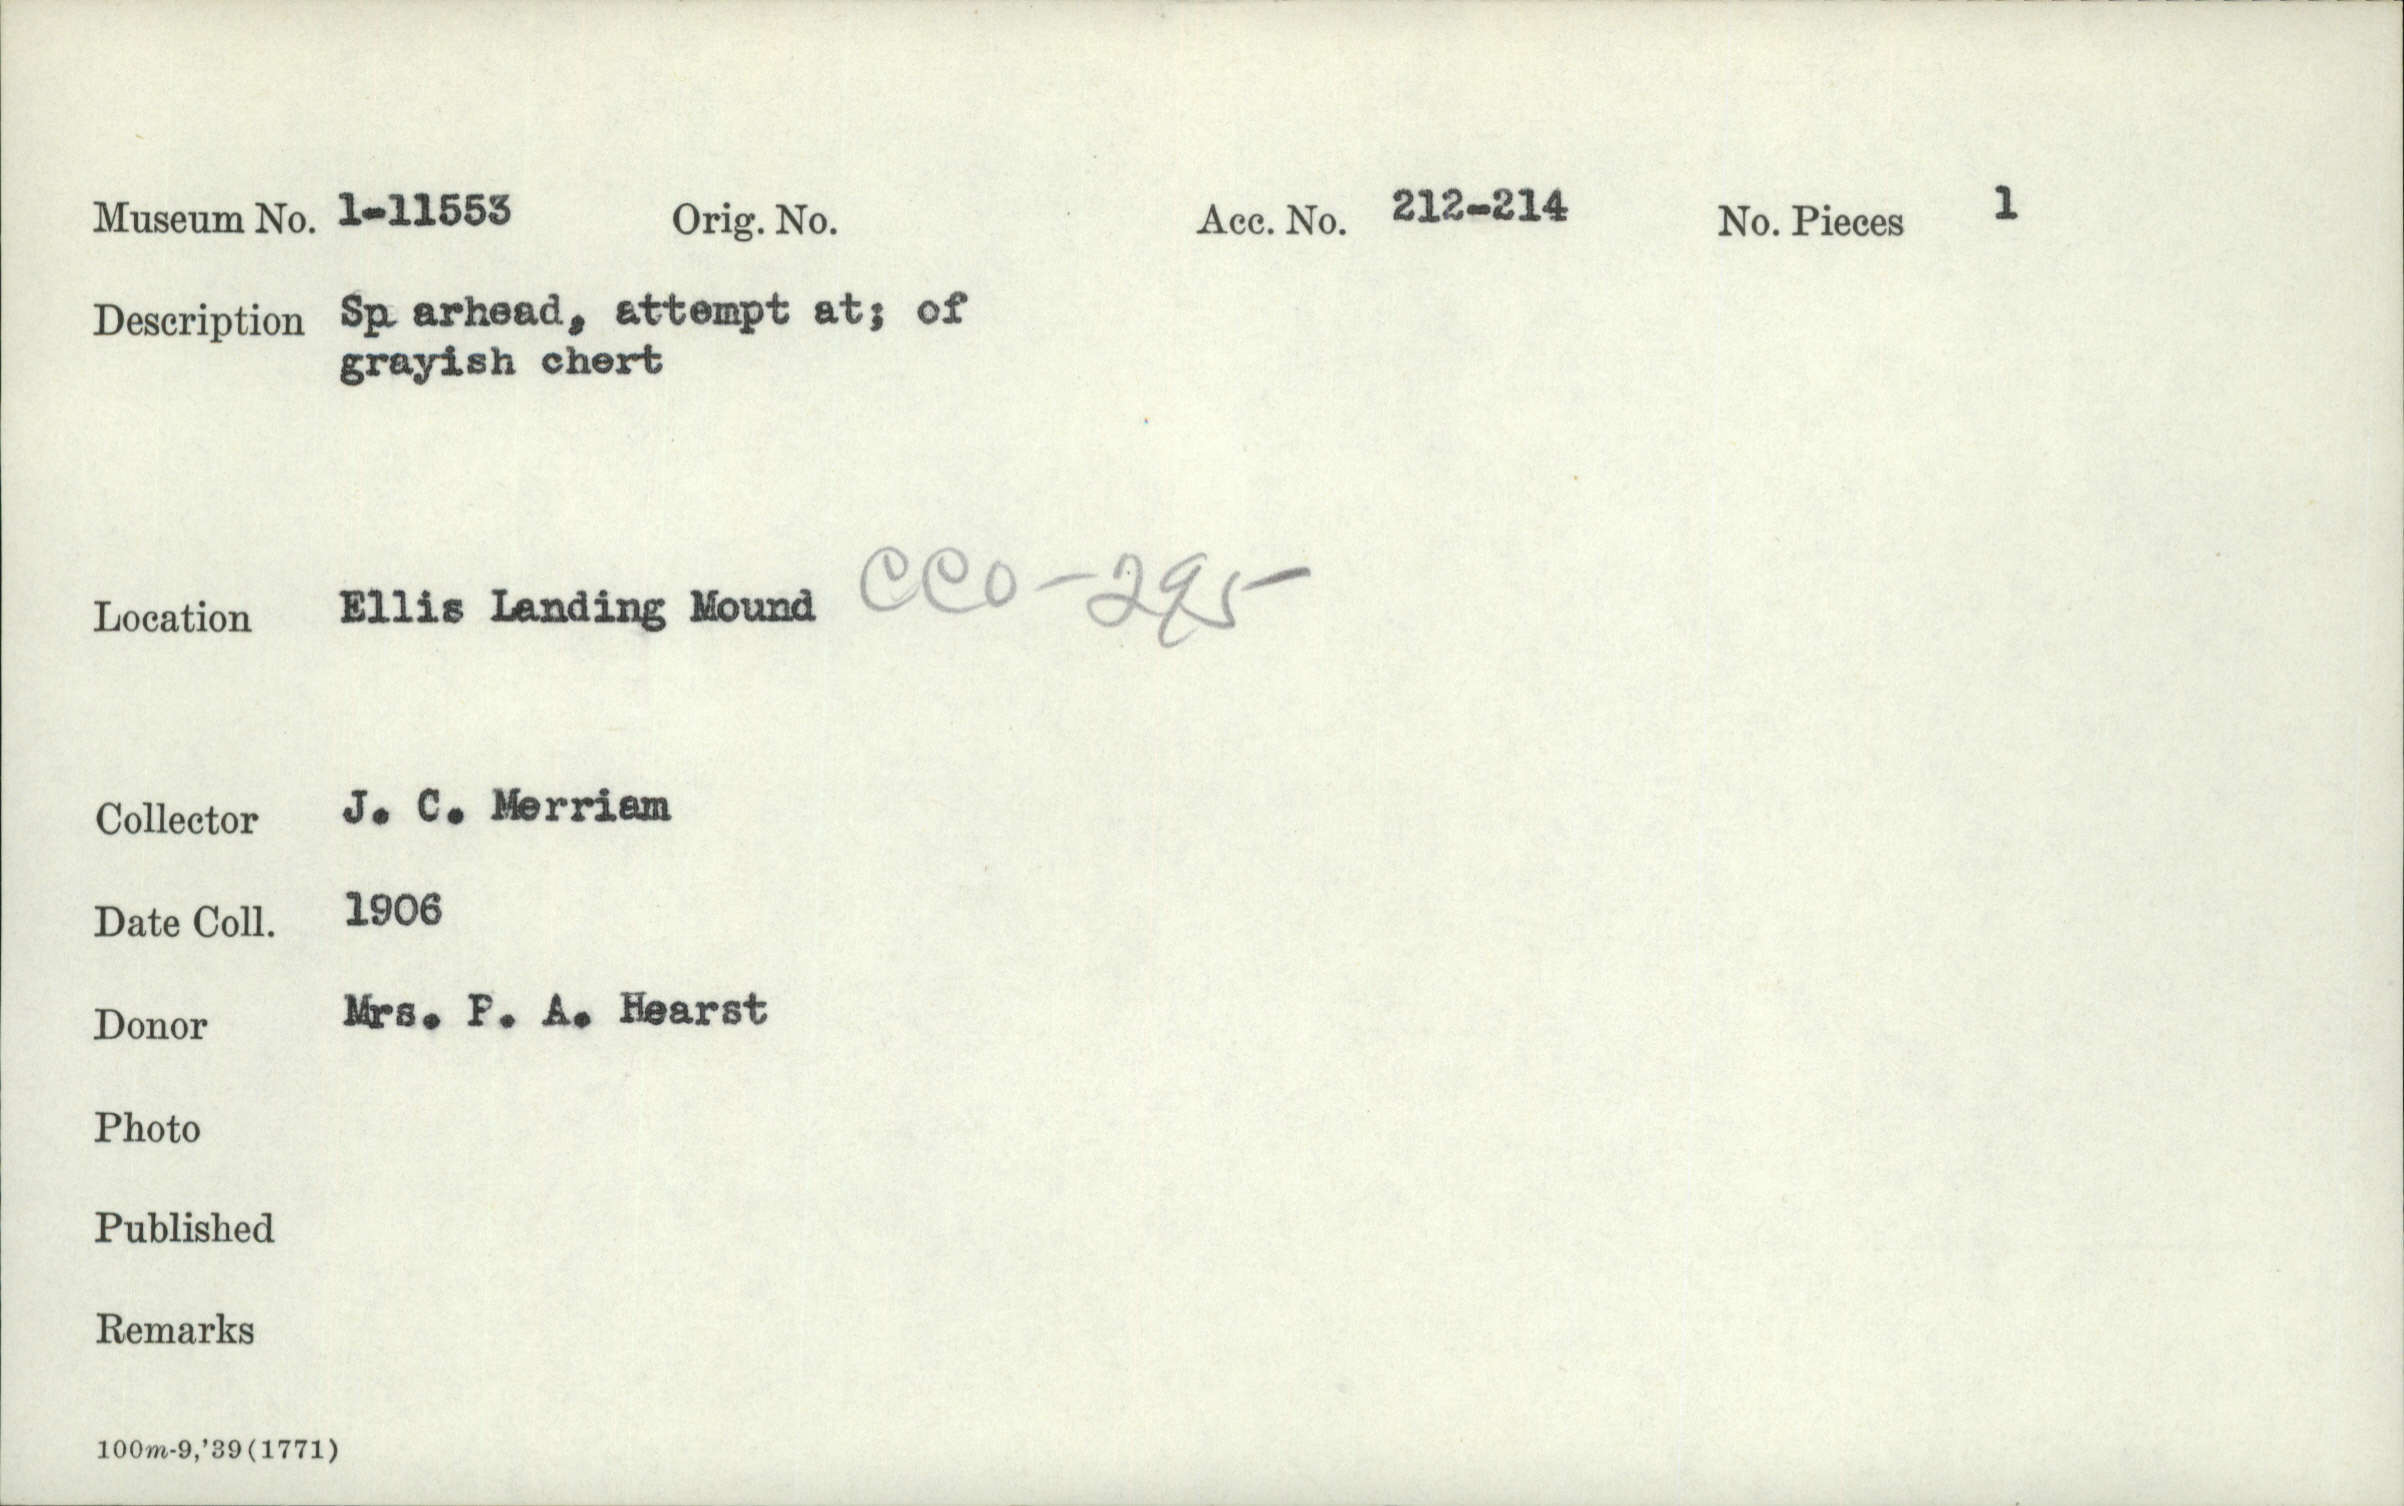 Museum No. 1-11553 Orig. No. Acc. No. 212-214 No. Pieces 1
Description Sp arhead, attempt at; of
grayish chert
Location Ellis Landing Mound CCO-295
Collector J. C. Merriam
Date Coll. 1906
Donor Mrs. P. A. Hearst
Photo
Published
Remarks
100m-9,'39(1771)